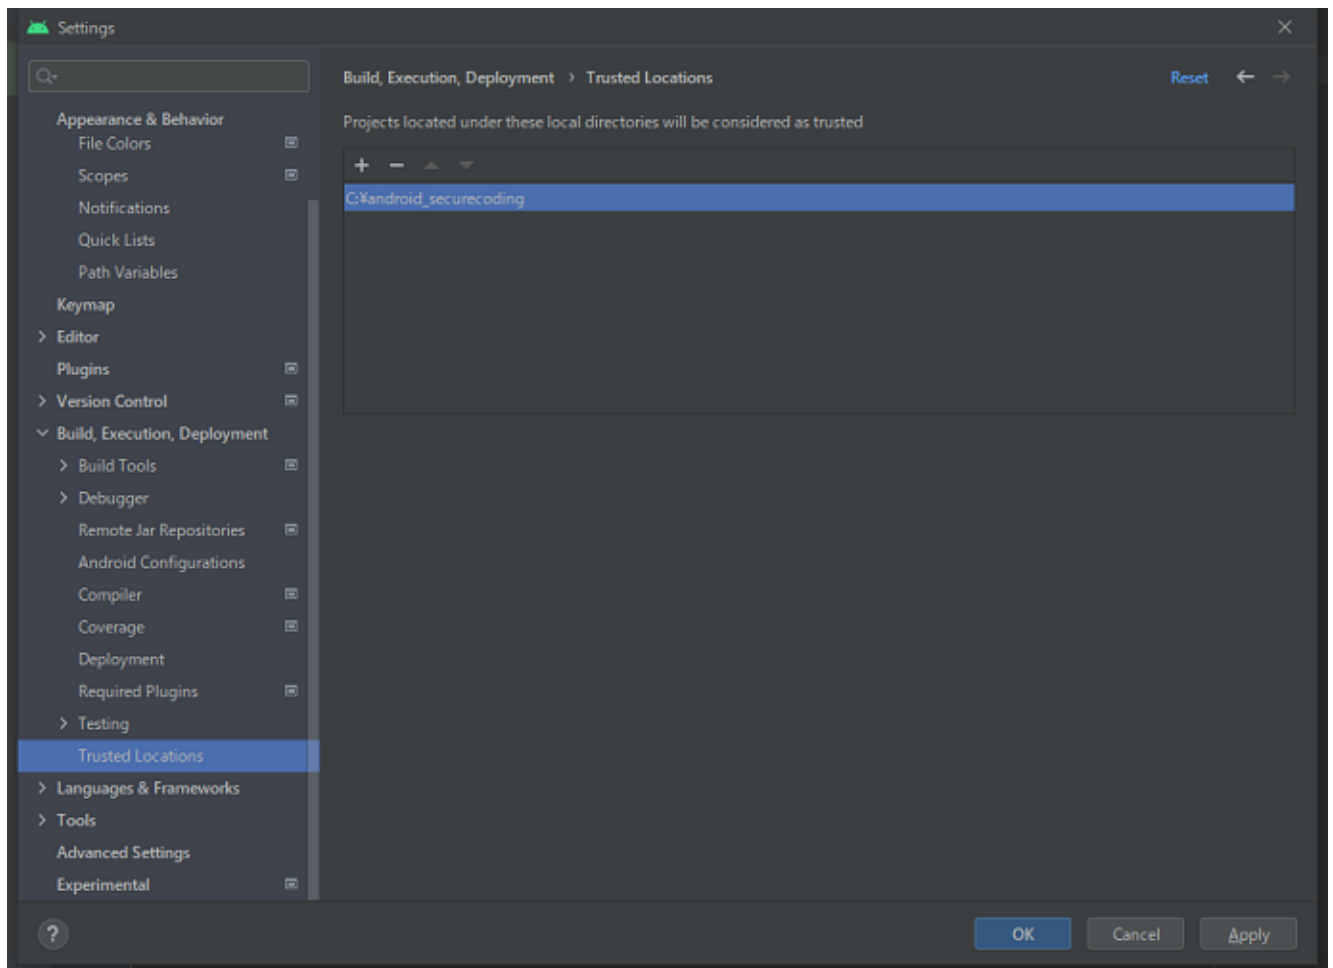 Settings
Build, Execution, Deployment › Trusted Locations
Reset
Projects located under these local directories will be considered as trusted
C:¥android_securecoding
Appearance & Behavior
File Colors
Scopes
Notifications
Quick Lists
Path Variables
Keymap
Editor
Plugins
Version Control
Build, Execution, Deployment
Build Tools
Debugger
Remote Jar Repositories
Android Configurations
Compiler
Coverage
Deployment
Required Plugins
Testing
Trusted Locations
Languages & Frameworks
Tools
Advanced Settings
Experimental
?
OK
Cancel
Apply